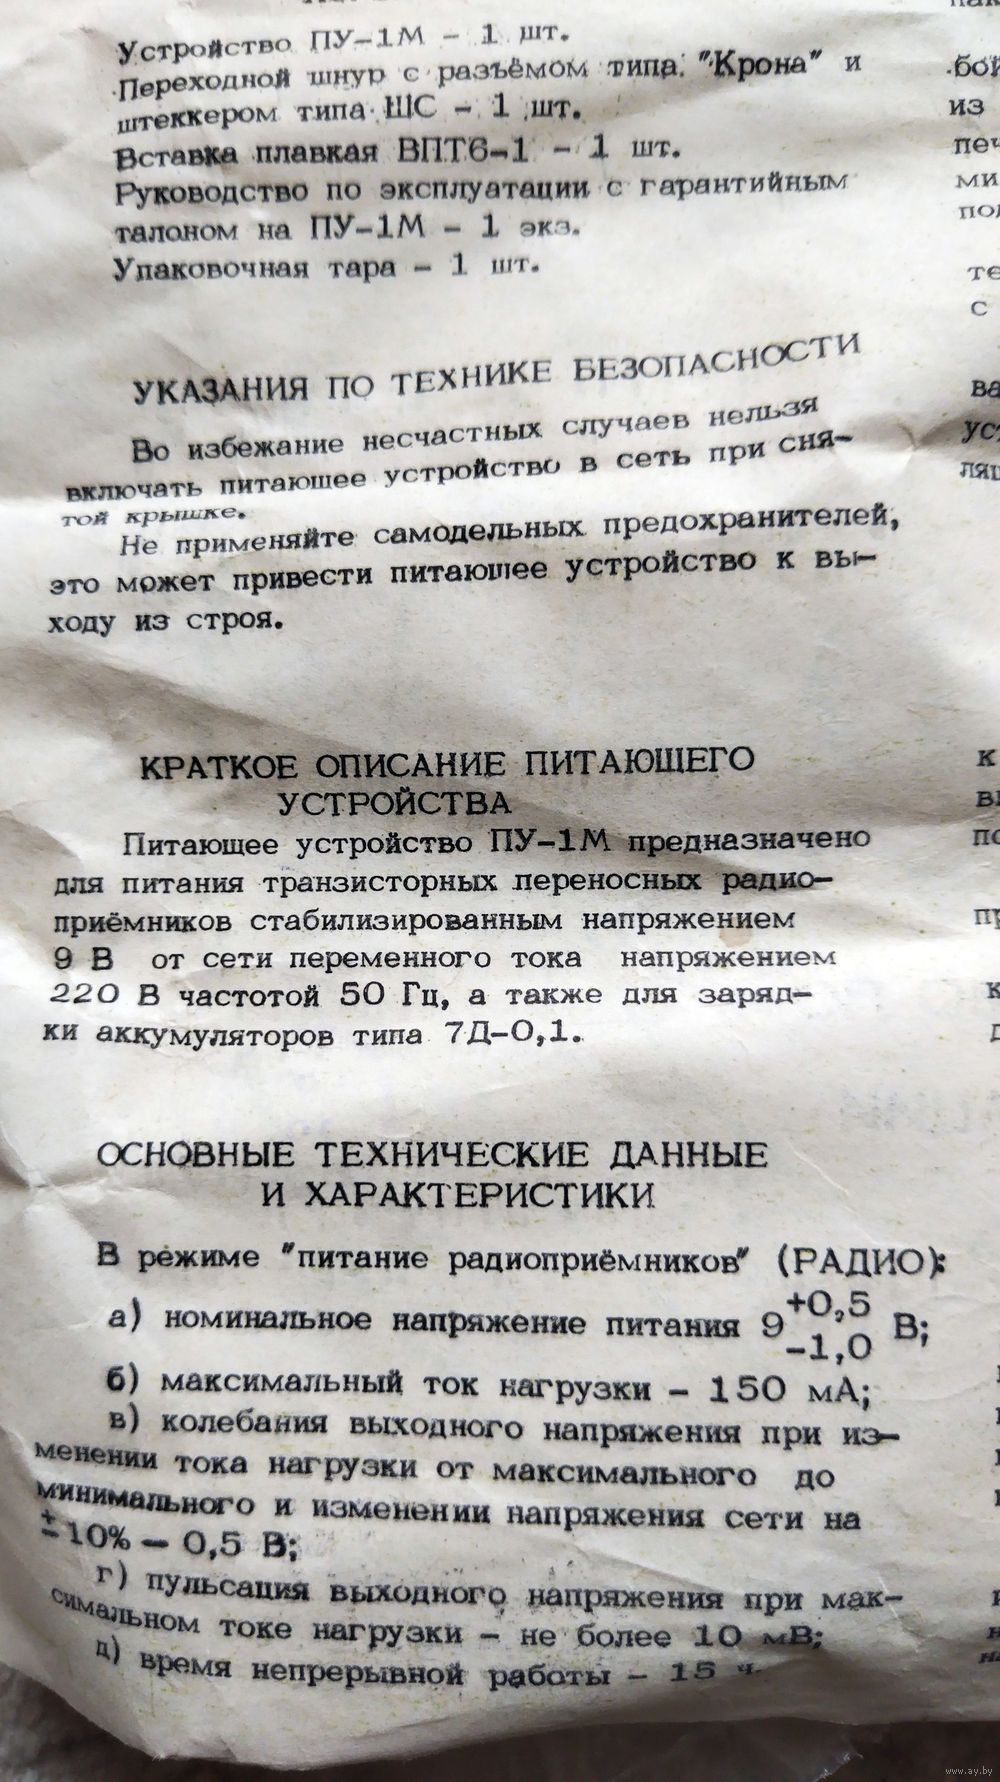 Устройство ПУ-1М - 1 шт.
Переходной шнур с разъёмом типа "Крона" и
штеккером типа ШС - 1 шт.
Вставка плавкая ВПТ6-1 - 1 шт.
Руководство по эксплуатации с гарантийным
талоном на ПУ-1М - 1 экз.
Упаковочная тара - 1 шт.
УКАЗАНИЯ ПО ТЕХНИКЕ БЕЗОПАСНОСТИ
Во избежание несчастных случаев нельзя
включать питающее устройство в сеть при сня-
той крышке.
Не применяйте самодельных предохранителей,
это может привести питающее устройство к вы-
ходу из строя.
КРАТКОЕ ОПИСАНИЕ ПИТАЮЩЕГО
УСТРОЙСТВА
Питающее устройство ПУ-1М предназначено
для питания транзисторных переносных радио-
приёмников стабилизированным напряжением
9 В от сети переменного тока напряжением
220 В частотой 50 Гц, а также для заряд-
ки аккумуляторов типа 7Д-0,1.
ОСНОВНЫЕ ТЕХНИЧЕСКИЕ ДАННЫЕ
И ХАРАКТЕРИСТИКИ
В режиме "питание радиоприёмников" (РАДИО):
а) номинальное напряжение питания 9 +0,5 -1,0 В;
б) максимальный ток нагрузки - 150 мА;
в) колебания выходного напряжения при из-
менении тока нагрузки от максимального до
минимального и изменении напряжения сети на
±10% - 0,5 В;
г) пульсация выходного напряжения при мак-
симальном токе нагрузки - не более 10 мВ;
д) время непрерывной работы - 15 ч.
www.ay.by